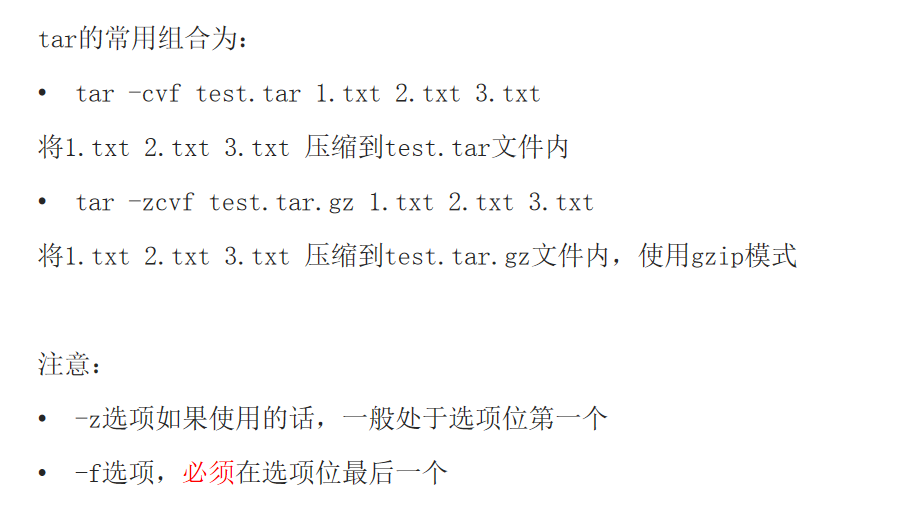 tar的常用组合为：
• tar -cvf test.tar 1.txt 2.txt 3.txt
将1.txt 2.txt 3.txt 压缩到test.tar文件内
• tar -zcvf test.tar.gz 1.txt 2.txt 3.txt
将1.txt 2.txt 3.txt 压缩到test.tar.gz文件内，使用gzip模式
注意：
• -z选项如果使用的话，一般处于选项位第一个
• -f选项，必须在选项位最后一个